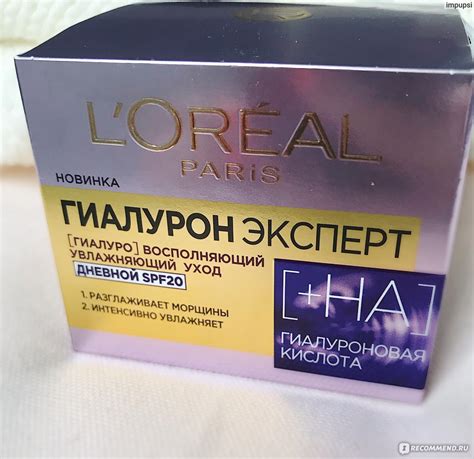 impupsi
L'ORÉAL
PARIS
НОВИНКА
ГИАЛУРОН ЭКСПЕРТ
[ГИАЛУРО] ВОСПОЛНЯЮЩИЙ
УВЛАЖНЯЮЩИЙ УХОД
ДНЕВНОЙ SPF20
1. РАЗГЛАЖИВАЕТ МОРЩИНЫ
2. ИНТЕНСИВНО УВЛАЖНЯЕТ
[+HA]
ГИАЛУРОНОВАЯ
КИСЛОТА
IRECOMMEND.RU